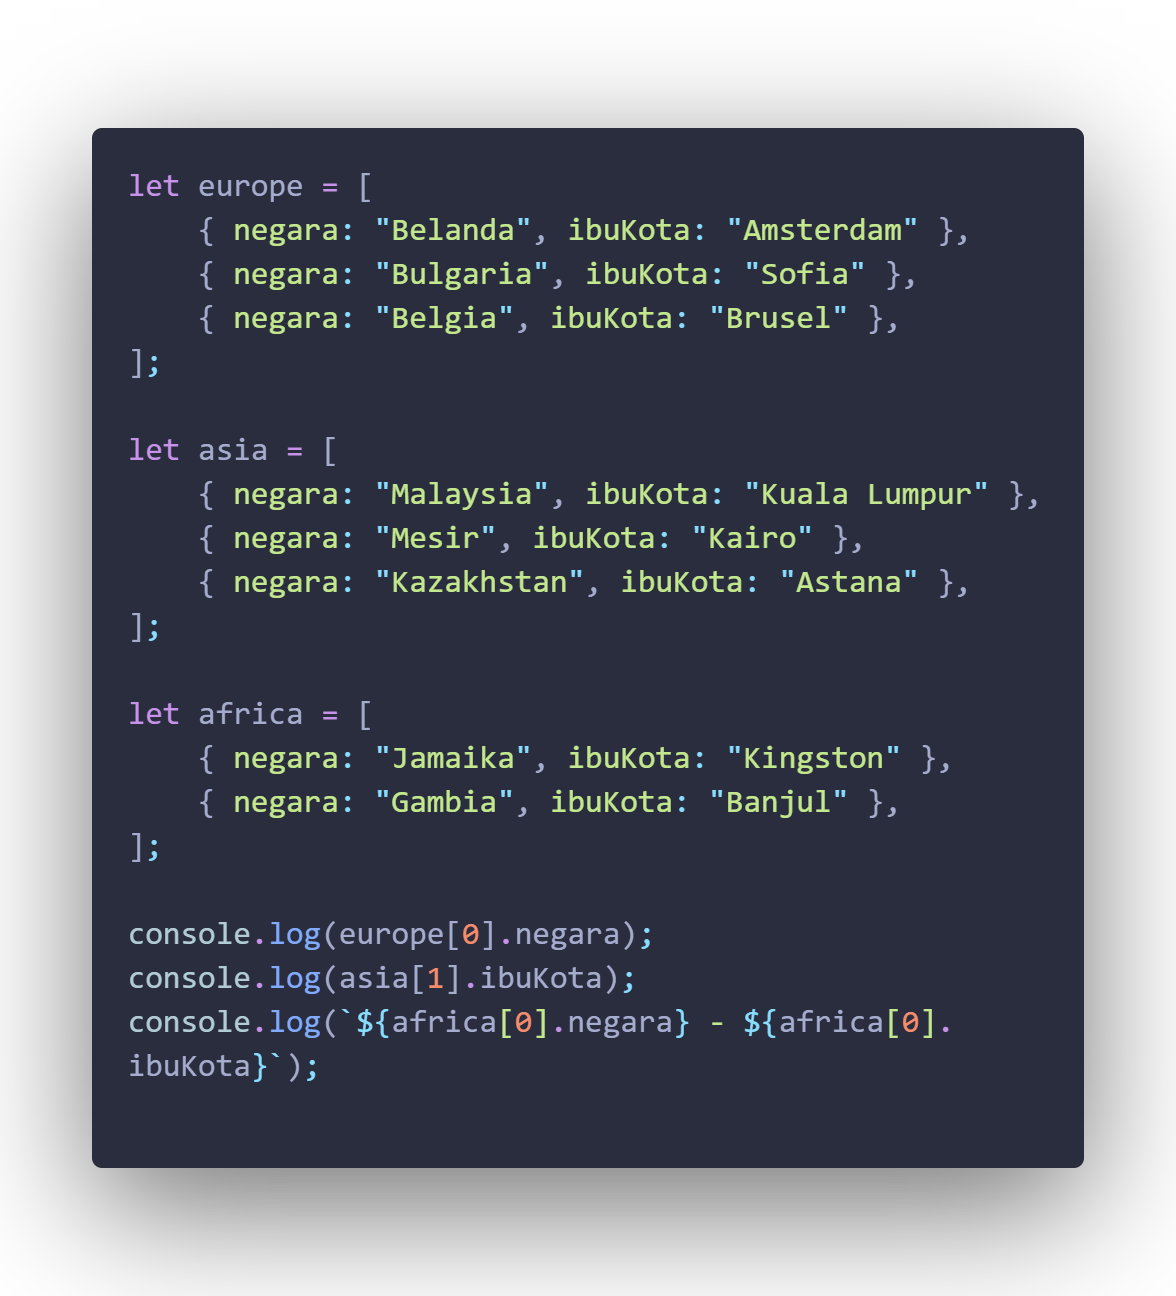 let europe = [
    { negara: "Belanda", ibuKota: "Amsterdam" },
    { negara: "Bulgaria", ibuKota: "Sofia" },
    { negara: "Belgia", ibuKota: "Brusel" },
];

let asia = [
    { negara: "Malaysia", ibuKota: "Kuala Lumpur" },
    { negara: "Mesir", ibuKota: "Kairo" },
    { negara: "Kazakhstan", ibuKota: "Astana" },
];

let africa = [
    { negara: "Jamaika", ibuKota: "Kingston" },
    { negara: "Gambia", ibuKota: "Banjul" },
];

console.log(europe[0].negara);
console.log(asia[1].ibuKota);
console.log(`${africa[0].negara} - ${africa[0].
ibuKota}`);